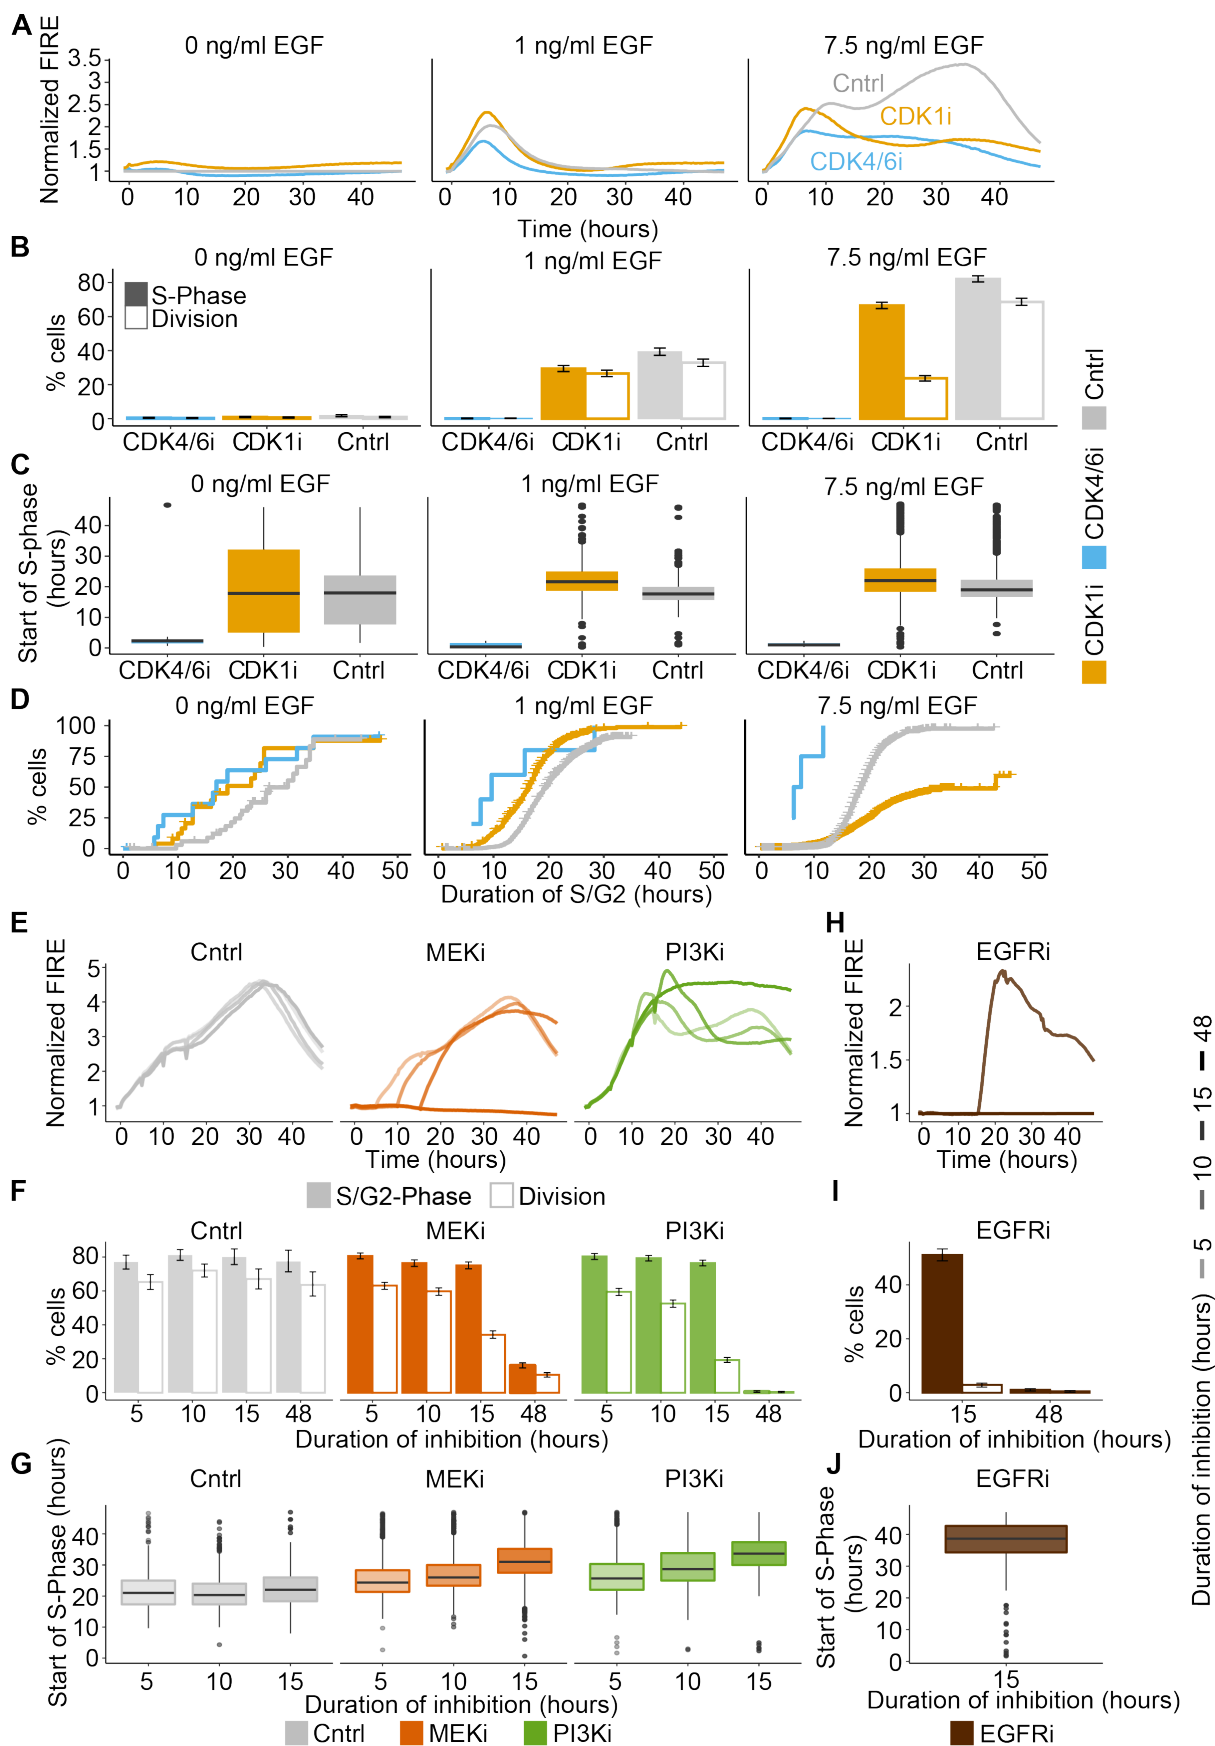 A
Normalized FIRE
0 ng/ml EGF
1 ng/ml EGF
7.5 ng/ml EGF
3.5
3
2.5
2
1.5
1
Cntrl
CDK1i
CDK4/6i
0 10 20 30 40
0 10 20 30 40
0 10 20 30 40
Time (hours)
B
0 ng/ml EGF
1 ng/ml EGF
7.5 ng/ml EGF
% cells
80
60
40
20
0
S-Phase
Division
CDK4/6i CDK1i Cntrl
CDK4/6i CDK1i Cntrl
CDK4/6i CDK1i Cntrl
CDK1i CDK4/6i Cntrl
C
0 ng/ml EGF
1 ng/ml EGF
7.5 ng/ml EGF
Start of S-phase
(hours)
40
30
20
10
0
CDK4/6i CDK1i Cntrl
CDK4/6i CDK1i Cntrl
CDK4/6i CDK1i Cntrl
D
0 ng/ml EGF
1 ng/ml EGF
7.5 ng/ml EGF
% cells
100
75
50
25
0
0 10 20 30 40 50
0 10 20 30 40 50
0 10 20 30 40 50
Duration of S/G2 (hours)
E
Normalized FIRE
Cntrl
MEKi
PI3Ki
5
4
3
2
1
0 10 20 30 40
0 10 20 30 40
0 10 20 30 40
Time (hours)
H
Normalized FIRE
EGFRi
2
1.5
1
0 10 20 30 40
Time (hours)
F
S/G2-Phase
Division
Cntrl
MEKi
PI3Ki
% cells
80
60
40
20
0
5 10 15 48
5 10 15 48
5 10 15 48
Duration of inhibition (hours)
I
EGFRi
% cells
40
20
0
15 48
Duration of inhibition (hours)
Duration of inhibition (hours) 5 10 15 48
G
Cntrl
MEKi
PI3Ki
Start of S-Phase (hours)
40
30
20
10
0
5 10 15
5 10 15
5 10 15
Duration of inhibition (hours)
Cntrl
MEKi
PI3Ki
J
EGFRi
Start of S-Phase
(hours)
40
30
20
10
0
15
Duration of inhibition (hours)
EGFRi